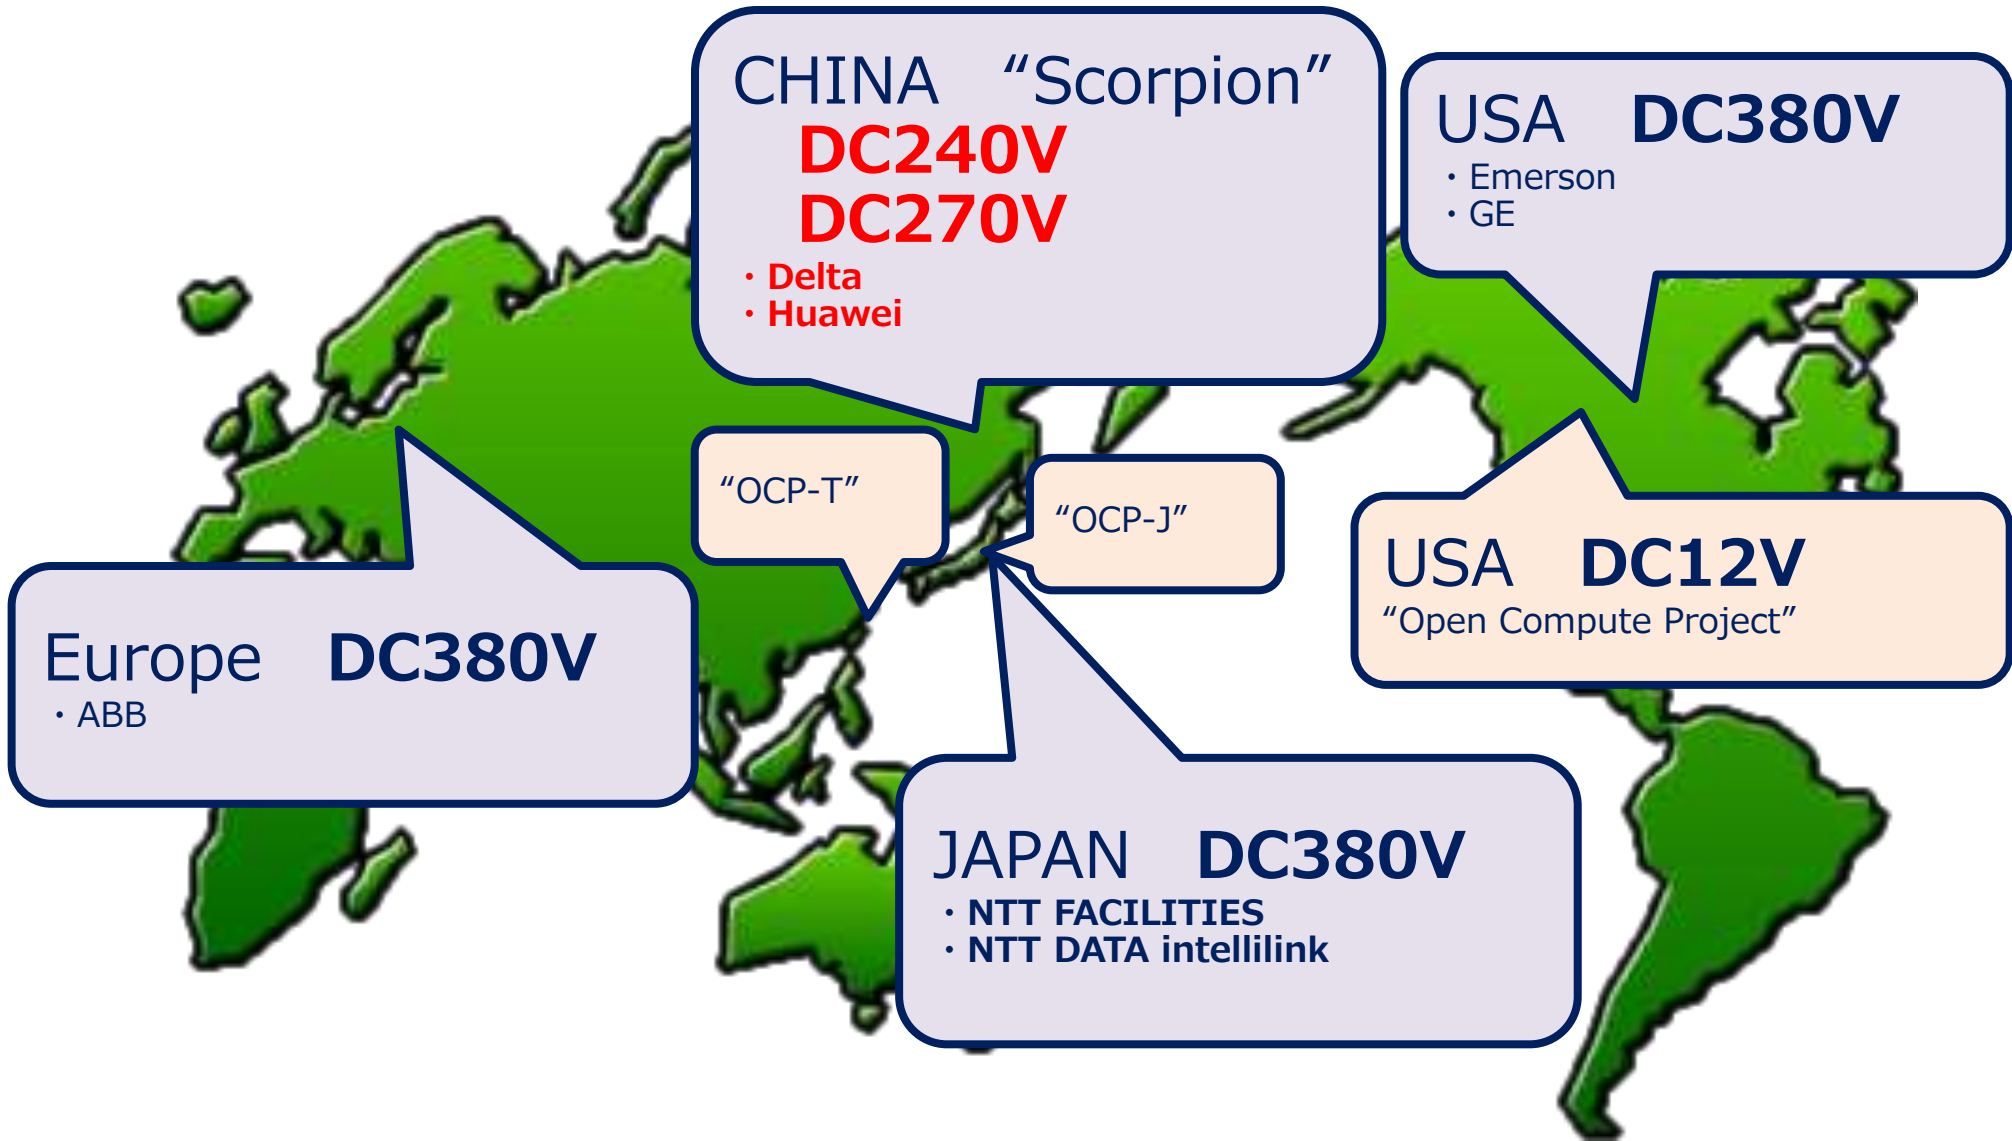 CHINA “Scorpion”
DC240V
DC270V
・Delta
・Huawei
USA DC380V
・Emerson
・GE
“OCP-T”
“OCP-J”
USA DC12V
“Open Compute Project”
Europe DC380V
・ABB
JAPAN DC380V
・NTT FACILITIES
・NTT DATA intellilink